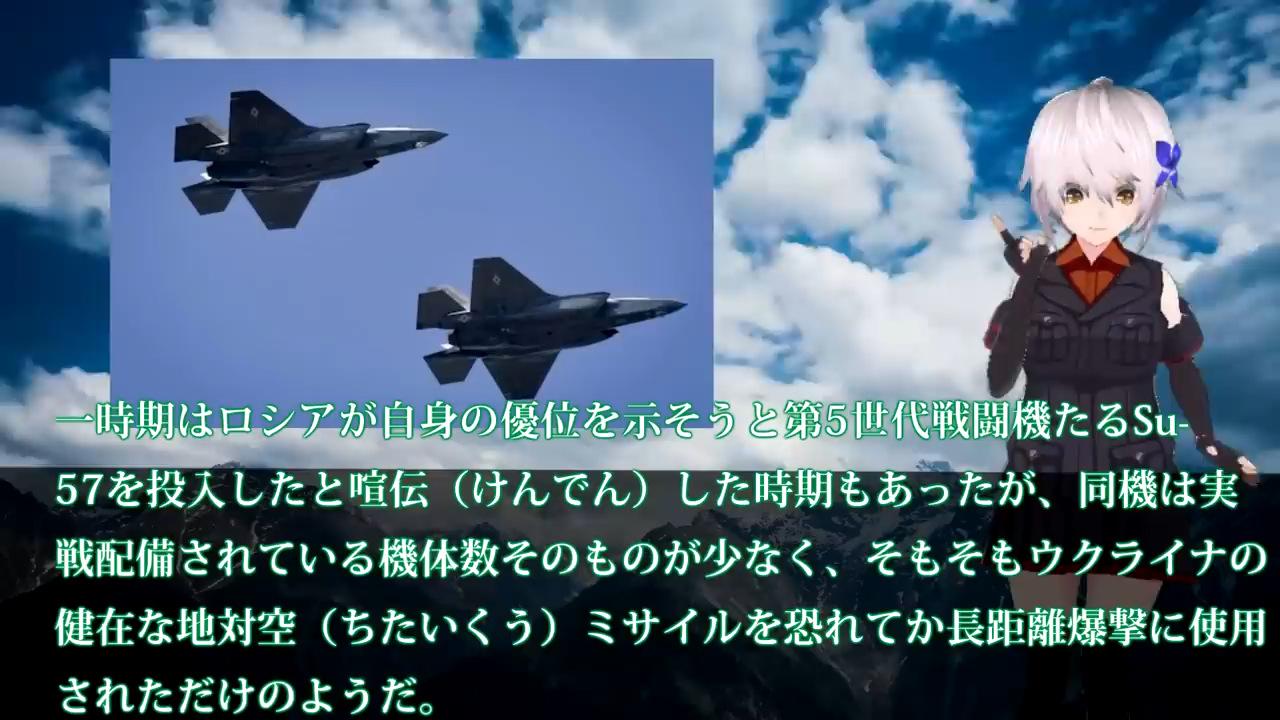 一時期はロシアが自身の優位を示そうと第5世代戦闘機たるSu-
57を投入したと喧伝（けんでん）した時期もあったが、同機は実
戦配備されている機体数そのものが少なく、そもそもウクライナの
健在な地対空（ちたいくう）ミサイルを恐れてか長距離爆撃に使用
されただけのようだ。